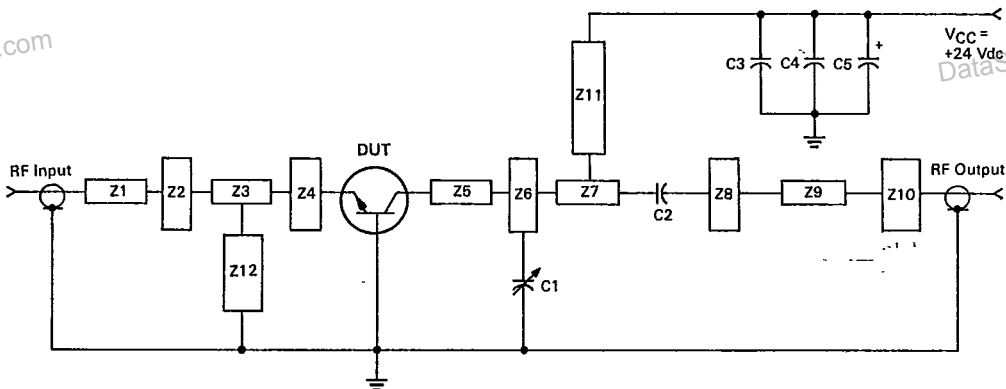 .com
VCC =
+24 Vdc
DataS
C3
C4
C5
+
Z11
DUT
RF Input
Z1
Z2
Z3
Z4
Z5
Z6
Z7
C2
Z8
Z9
Z10
RF Output
Z12
C1